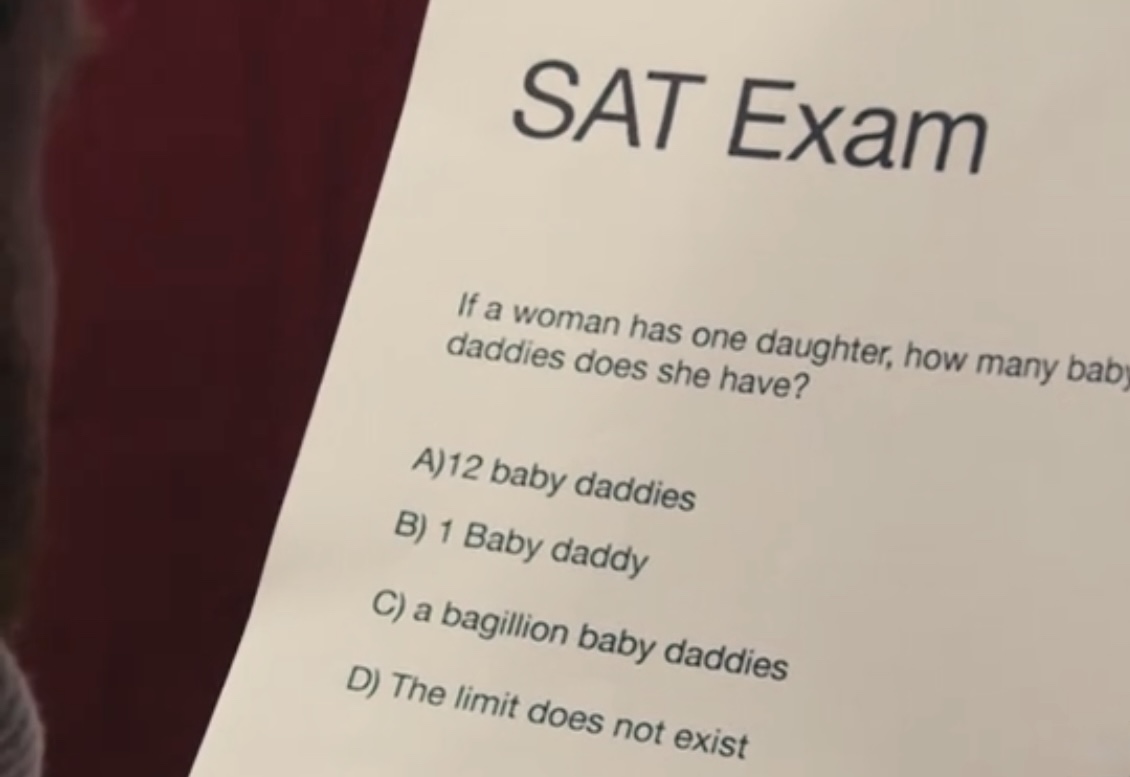 SAT Exam
If a woman has one daughter, how many baby
daddies does she have?
A)12 baby daddies
B) 1 Baby daddy
C) a bagillion baby daddies
D) The limit does not exist